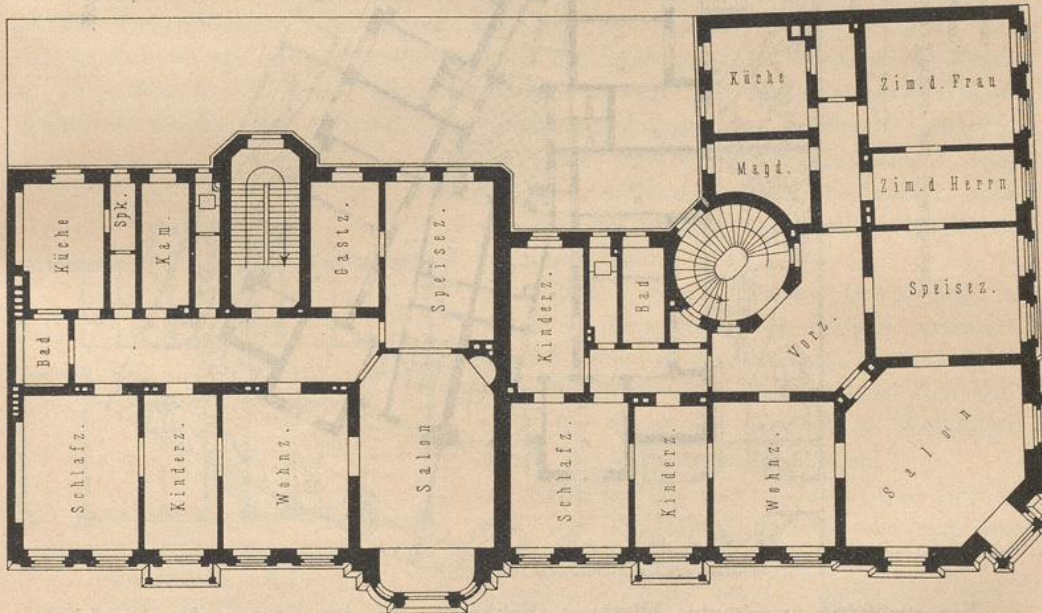 Küche
Zim. d. Frau
Magd.
Zim. d. Herrn
Küche
Spk.
Kam.
Gastz.
Speisez.
Kinderz.
Bad
Vorz.
Speisez.
Bad
Schlafz.
Kinderz.
Wohnz.
Salon
Schlafz.
Kinderz.
Wohnz.
Salon